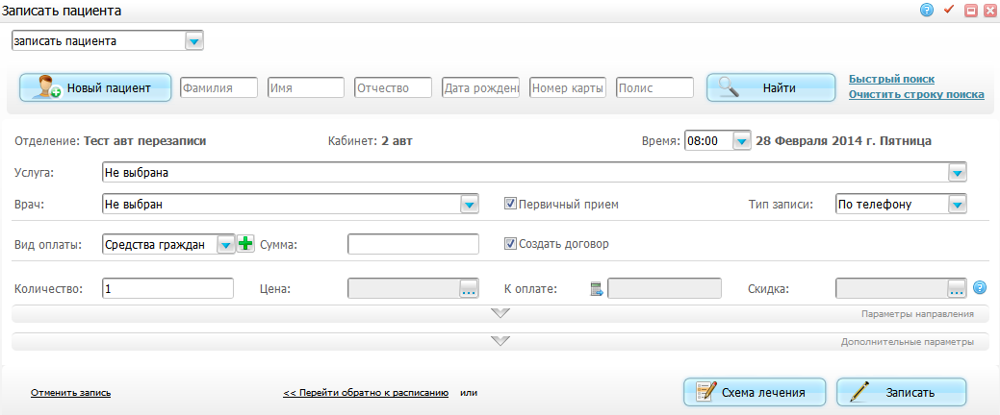 Записать пациента
записать пациента
Новый пациент Фамилия Имя Отчество Дата рожден Номер карты Полис Найти Быстрый поиск
Очистить строку поиска
Отделение: Тест авт перезаписи Кабинет: 2 авт Время: 08:00 28 Февраля 2014 г. Пятница
Услуга: Не выбрана
Врач: Не выбран Первичный прием Тип записи: По телефону
Вид оплаты: Средства граждан Сумма: Создать договор
Количество: 1 Цена: ... К оплате: Скидка: ...
Параметры направления
Дополнительные параметры
Отменить запись << Перейти обратно к расписанию или Схема лечения Записать